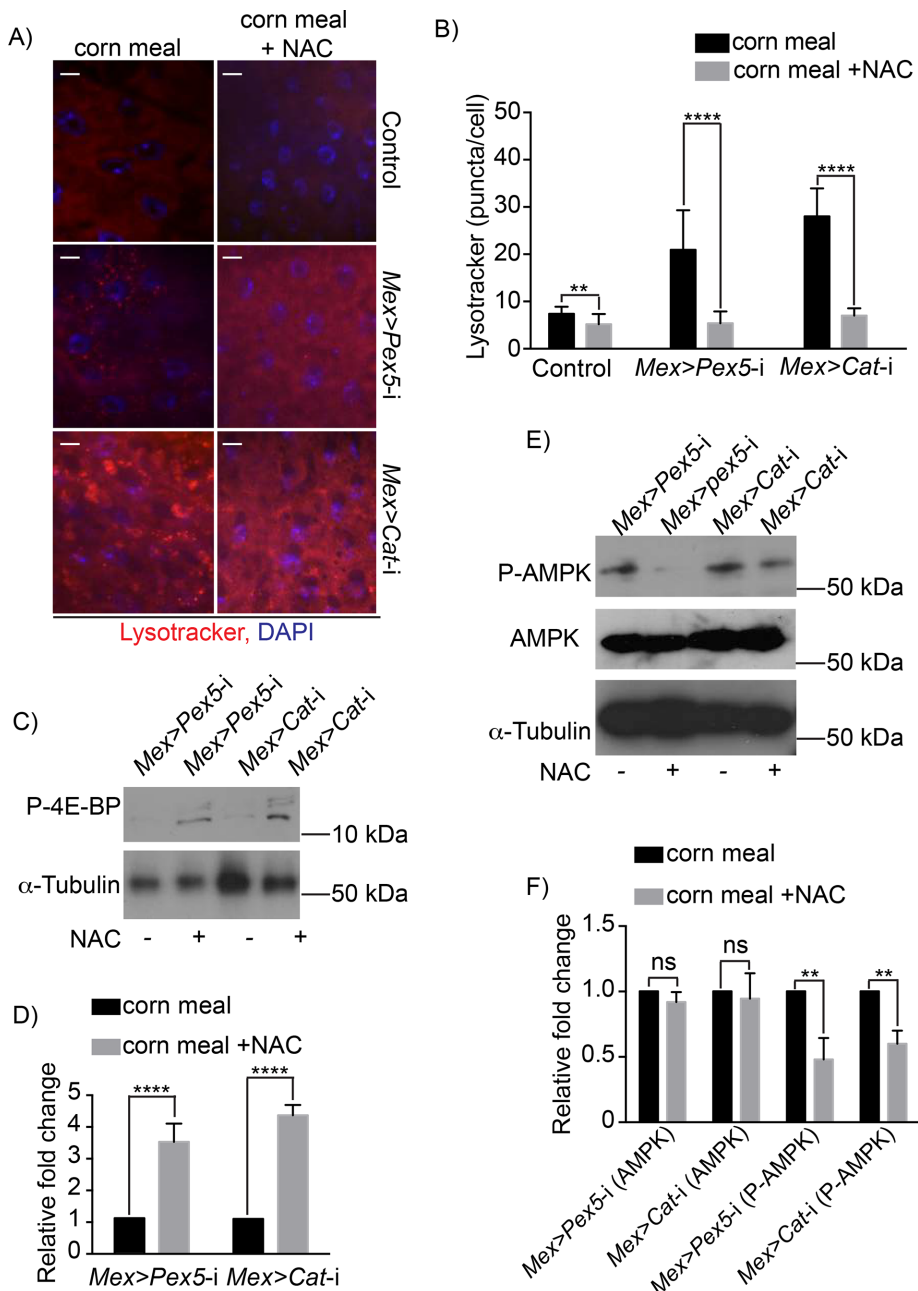 A)
corn meal
corn meal
+ NAC
Control
Mex>Pex5-i
Mex>Cat-i
Lysotracker, DAPI
B)
corn meal
corn meal +NAC
Lysotracker (puncta/cell)
50
40
30
20
10
0
**
****
****
Control
Mex>Pex5-i
Mex>Cat-i
C)
Mex>Pex5-i
Mex>Pex5-i
Mex>Cat-i
Mex>Cat-i
P-4E-BP
10 kDa
α-Tubulin
50 kDa
NAC - + - +
D)
corn meal
corn meal +NAC
Relative fold change
5
4
3
2
1
0
****
****
Mex>Pex5-i
Mex>Cat-i
E)
Mex>Pex5-i
Mex>pex5-i
Mex>Cat-i
Mex>Cat-i
P-AMPK
50 kDa
AMPK
50 kDa
α-Tubulin
50 kDa
NAC - + - +
F)
corn meal
corn meal +NAC
Relative fold change
1.5
1.0
0.5
0
ns
ns
**
**
Mex>Pex5-i (AMPK)
Mex>Cat-i (AMPK)
Mex>Pex5-i (P-AMPK)
Mex>Cat-i (P-AMPK)